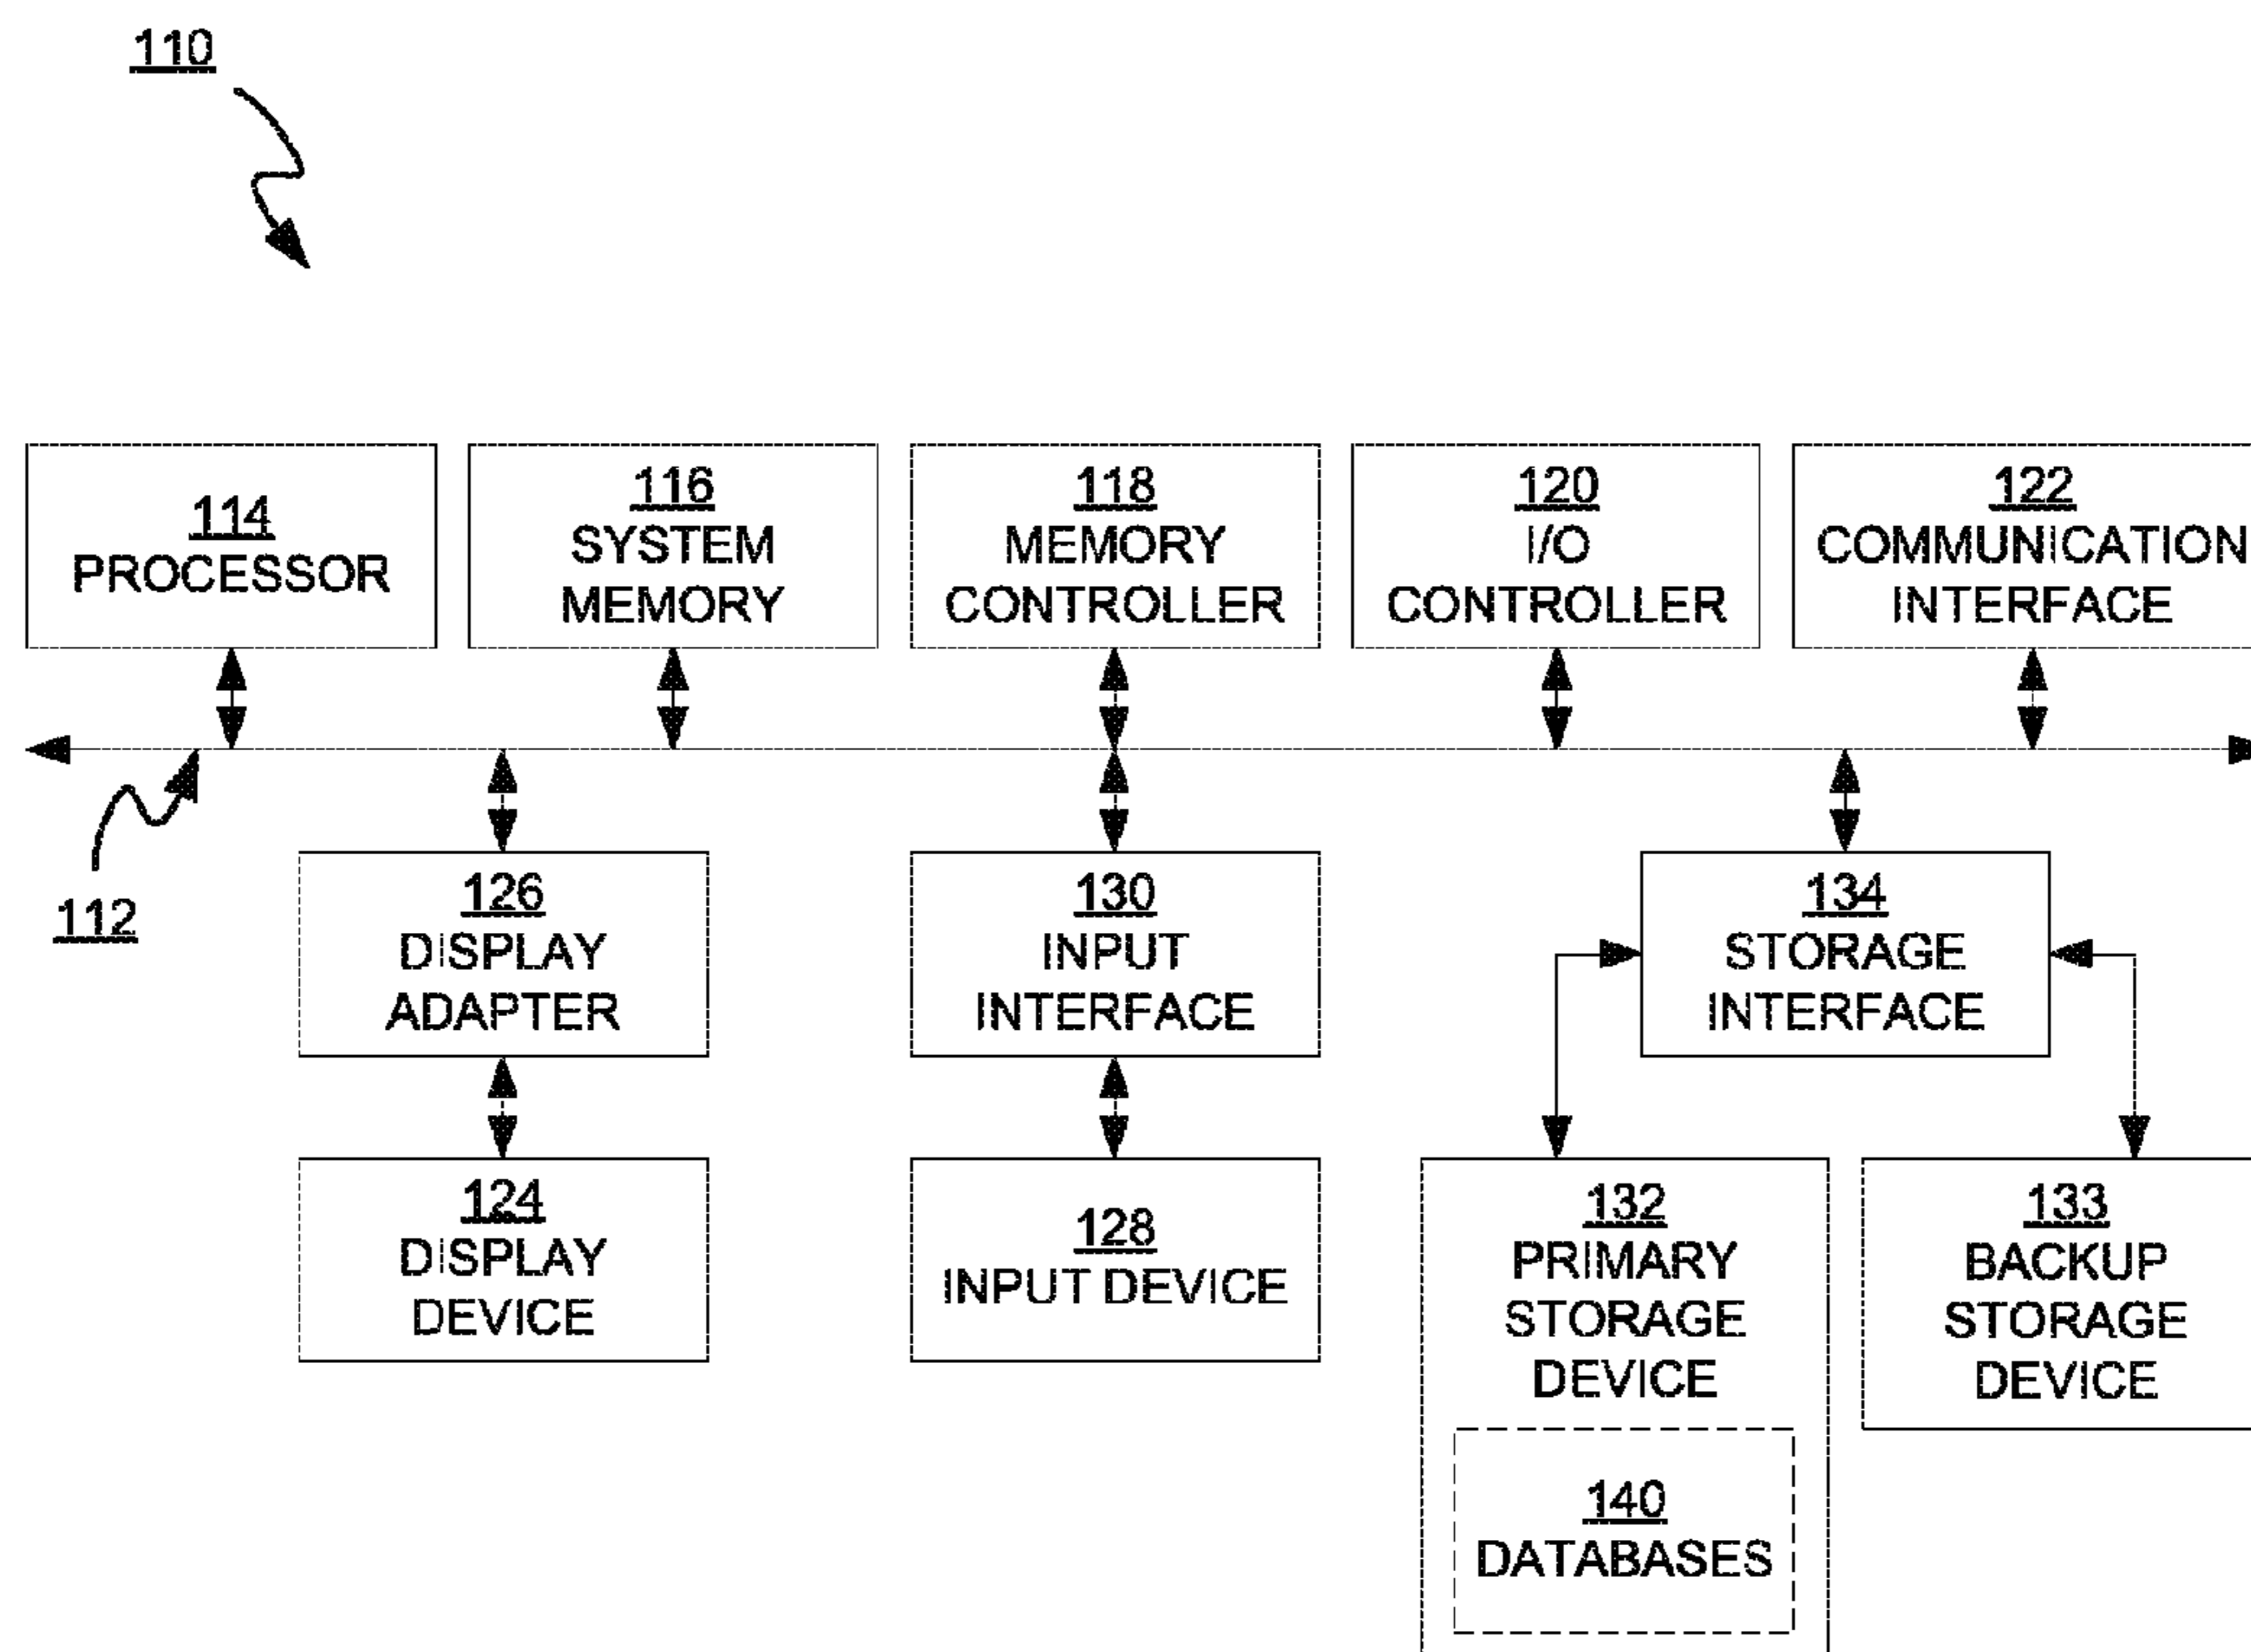 110
114
PROCESSOR
116
SYSTEM
MEMORY
118
MEMORY
CONTROLLER
120
I/O
CONTROLLER
122
COMMUNICATION
INTERFACE
112
126
DISPLAY
ADAPTER
130
INPUT
INTERFACE
134
STORAGE
INTERFACE
124
DISPLAY
DEVICE
128
INPUT DEVICE
132
PRIMARY
STORAGE
DEVICE
133
BACKUP
STORAGE
DEVICE
140
DATABASES